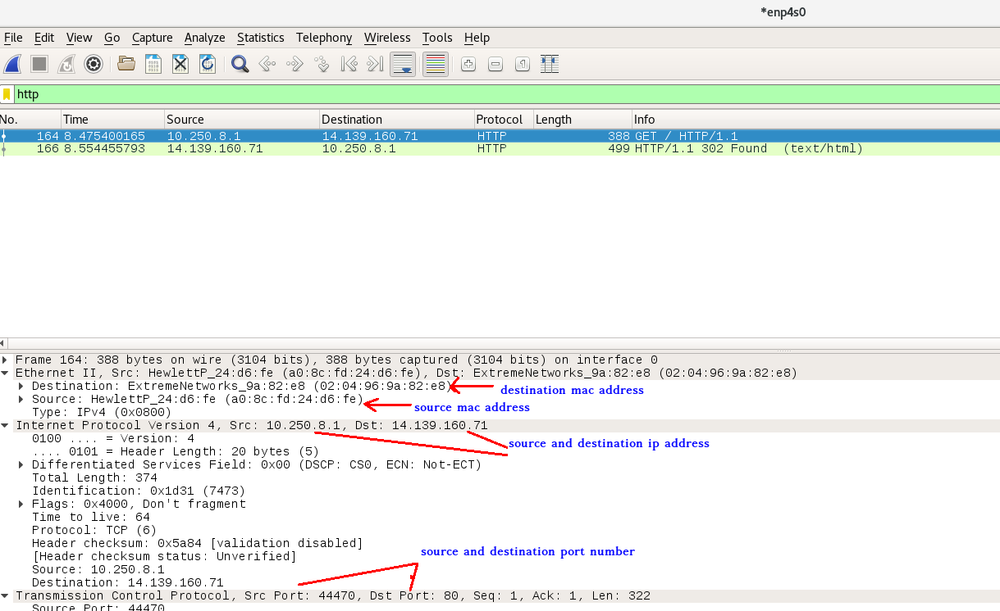 *enp4s0
File Edit View Go Capture Analyze Statistics Telephony Wireless Tools Help
http
No. Time Source Destination Protocol Length Info
164 8.475400165 10.250.8.1 14.139.160.71 HTTP 388 GET / HTTP/1.1
166 8.554455793 14.139.160.71 10.250.8.1 HTTP 499 HTTP/1.1 302 Found (text/html)
Frame 164: 388 bytes on wire (3104 bits), 388 bytes captured (3104 bits) on interface 0
Ethernet II, Src: HewlettP_24:d6:fe (a0:8c:fd:24:d6:fe), Dst: ExtremeNetworks_9a:82:e8 (02:04:96:9a:82:e8)
Destination: ExtremeNetworks_9a:82:e8 (02:04:96:9a:82:e8) destination mac address
Source: HewlettP_24:d6:fe (a0:8c:fd:24:d6:fe) source mac address
Type: IPv4 (0x0800)
Internet Protocol Version 4, Src: 10.250.8.1, Dst: 14.139.160.71
0100 .... = Version: 4 source and destination ip address
.... 0101 = Header Length: 20 bytes (5)
Differentiated Services Field: 0x00 (DSCP: CS0, ECN: Not-ECT)
Total Length: 374
Identification: 0x1d31 (7473)
Flags: 0x4000, Don't fragment
Time to live: 64
Protocol: TCP (6)
Header checksum: 0x5a84 [validation disabled]
source and destination port number
[Header checksum status: Unverified]
Source: 10.250.8.1
Destination: 14.139.160.71
Transmission Control Protocol, Src Port: 44470, Dst Port: 80, Seq: 1, Ack: 1, Len: 322
Source Port: 44470